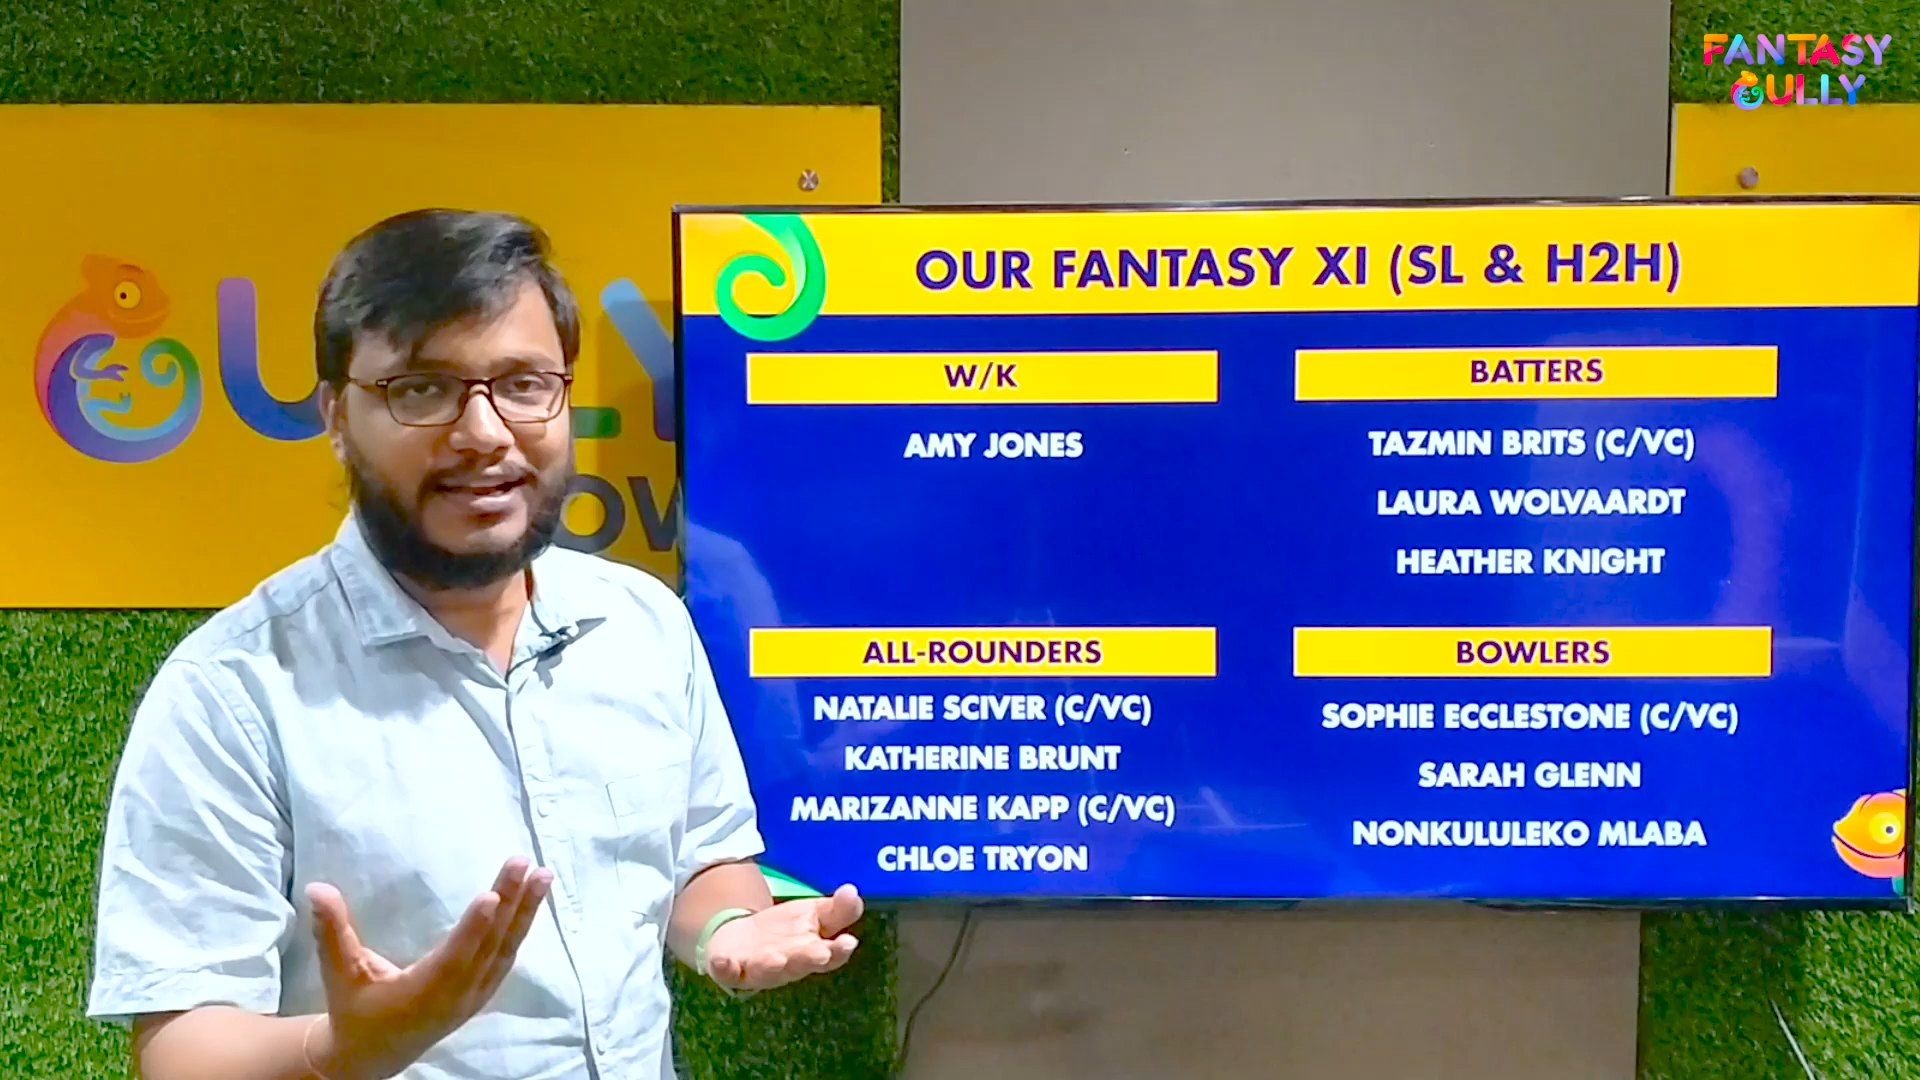 FANTASY
GULLY
OUR FANTASY XI (SL & H2H)
W/K
AMY JONES
BATTERS
TAZMIN BRITS (C/VC)
LAURA WOLVAARDT
HEATHER KNIGHT
ALL-ROUNDERS
NATALIE SCIVER (C/VC)
KATHERINE BRUNT
MARIZANNE KAPP (C/VC)
CHLOE TRYON
BOWLERS
SOPHIE ECCLESTONE (C/VC)
SARAH GLENN
NONKULULEKO MLABA